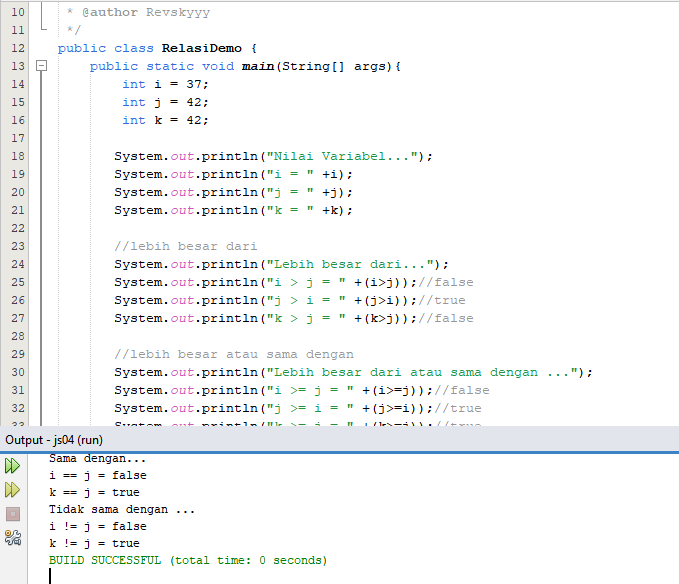 10 * @author Revskyyy
11 */
12 public class RelasiDemo {
13 public static void main(String[] args){
14 int i = 37;
15 int j = 42;
16 int k = 42;
17
18 System.out.println("Nilai Variabel...");
19 System.out.println("i = " +i);
20 System.out.println("j = " +j);
21 System.out.println("k = " +k);
22
23 //lebih besar dari
24 System.out.println("Lebih besar dari...");
25 System.out.println("i > j = " +(i>j));//false
26 System.out.println("j > i = " +(j>i));//true
27 System.out.println("k > j = " +(k>j));//false
28
29 //lebih besar atau sama dengan
30 System.out.println("Lebih besar dari atau sama dengan ...");
31 System.out.println("i >= j = " +(i>=j));//false
32 System.out.println("j >= i = " +(j>=i));//true
33 System.out.println("k >= j = " +(k>=j));//true
Output - js04 (run)
Sama dengan...
i == j = false
k == j = true
Tidak sama dengan ...
i != j = false
k != j = true
BUILD SUCCESSFUL (total time: 0 seconds)